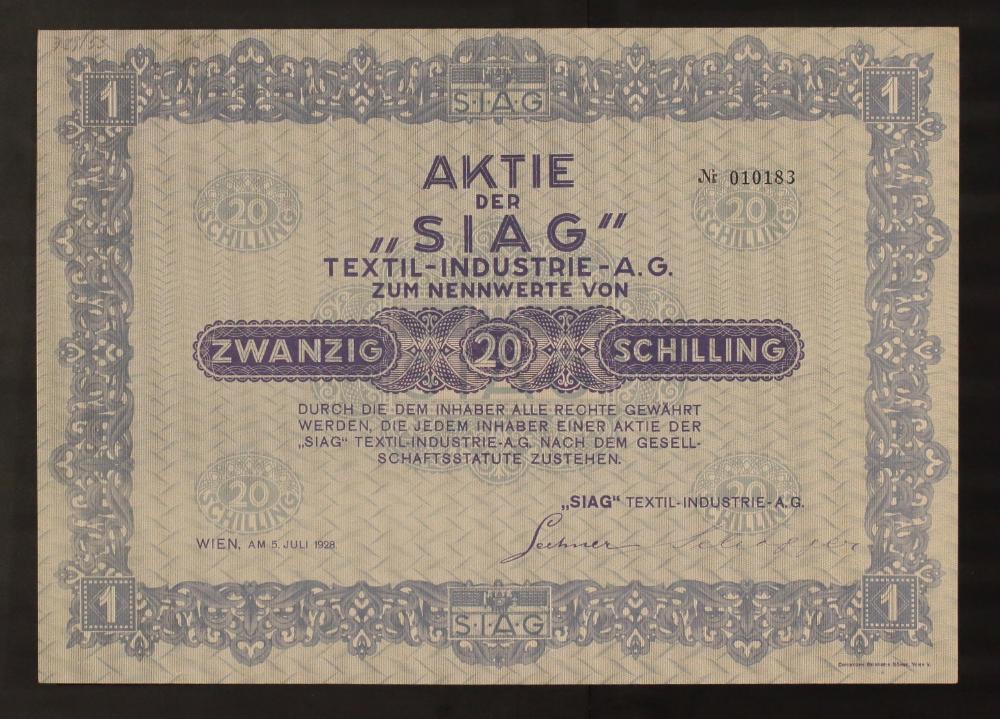 1
S·I·A·G
1
AKTIE
DER
„SIAG“
TEXTIL-INDUSTRIE-A.G.
ZUM NENNWERTE VON
№ 010183
20
SCHILLING
20
SCHILLING
ZWANZIG 20 SCHILLING
DURCH DIE DEM INHABER ALLE RECHTE GEWÄHRT
WERDEN, DIE JEDEM INHABER EINER AKTIE DER
„SIAG“ TEXTIL-INDUSTRIE-A.G. NACH DEM GESELL-
SCHAFTSSTATUTE ZUSTEHEN.
20
SCHILLING
20
SCHILLING
„SIAG“ TEXTIL-INDUSTRIE-A.G.
WIEN, AM 5. JULI 1928
1
S·I·A·G
1